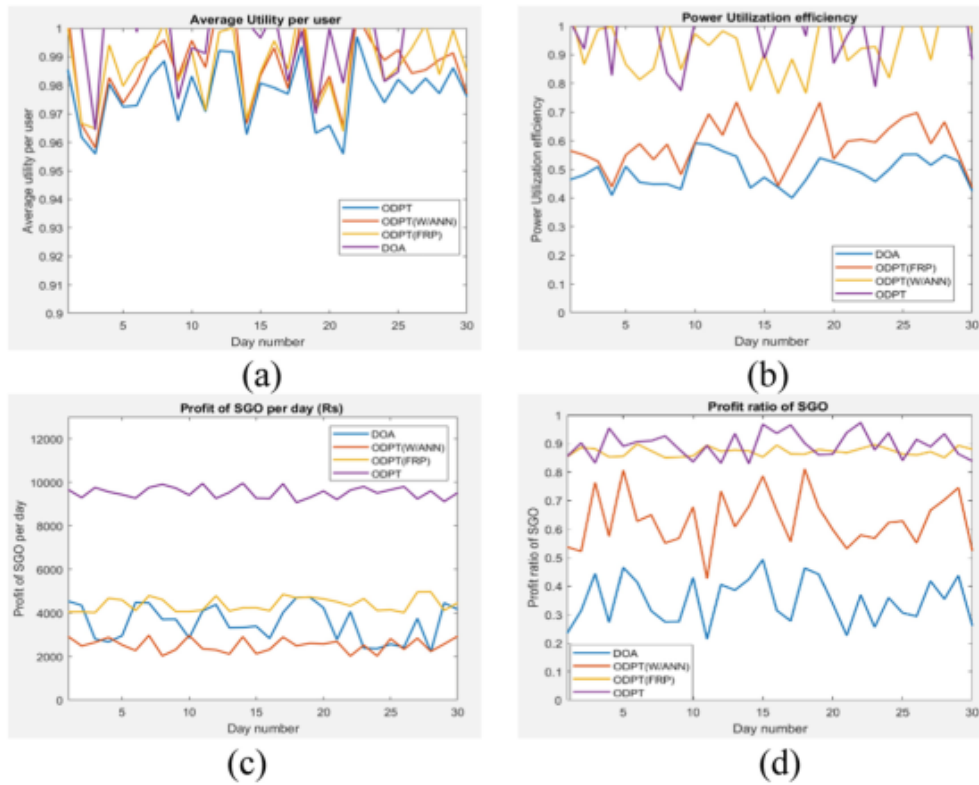 Average Utility per user
Average utility per user
1
0.99
0.98
0.97
0.96
0.95
0.94
0.93
0.92
0.91
0.9
ODPT
ODPT(W/ANN)
ODPT(FRP)
DOA
5
10
15
20
25
30
Day number
(a)
Power Utilization efficiency
Power Utilization efficiency
1
0.9
0.8
0.7
0.6
0.5
0.4
0.3
0.2
0.1
0
DOA
ODPT(FRP)
ODPT(W/ANN)
ODPT
5
10
15
20
25
30
Day number
(b)
Profit of SGO per day (Rs)
Profit of SGO per day
12000
10000
8000
6000
4000
2000
0
DOA
ODPT(W/ANN)
ODPT(FRP)
ODPT
5
10
15
20
25
30
Day number
(c)
Profit ratio of SGO
Profit ratio of SGO
1
0.9
0.8
0.7
0.6
0.5
0.4
0.3
0.2
0.1
0
DOA
ODPT(W/ANN)
ODPT(FRP)
ODPT
5
10
15
20
25
30
Day number
(d)